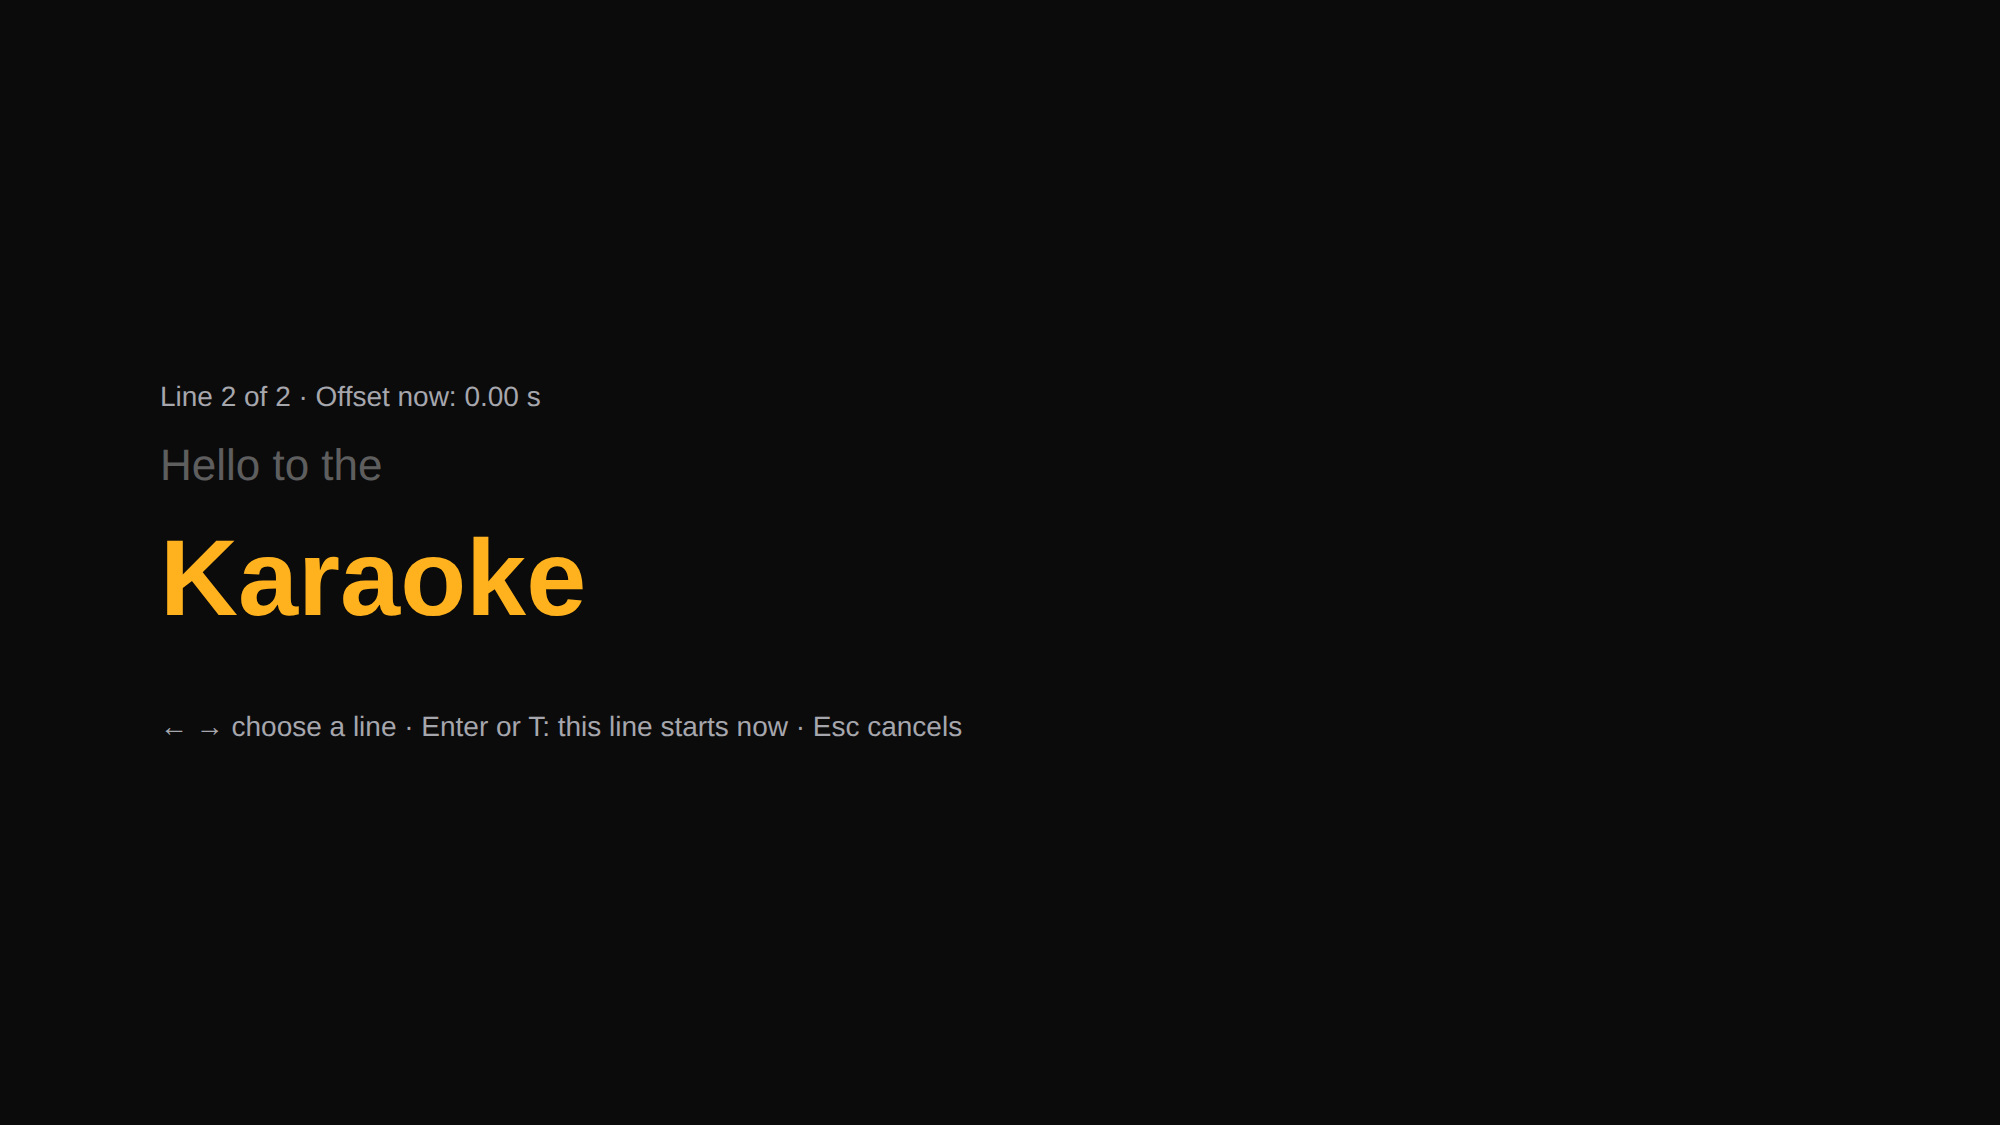 Line 2 of 2 · Offset now: 0.00 s
Hello to the
Karaoke
← → choose a line · Enter or T: this line starts now · Esc cancels